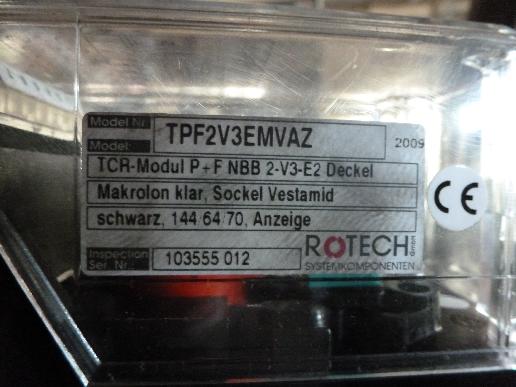 Model Nr.
Model:
TPF2V3EMVAZ
2009
TCR-Modul P+F NBB 2-V3-E2 Deckel
Makrolon klar, Sockel Vestamid
schwarz, 144 64 70, Anzeige
Inspection
Ser. Nr.:
103555 012
ROTECH GmbH
SYSTEMKOMPONENTEN
CE